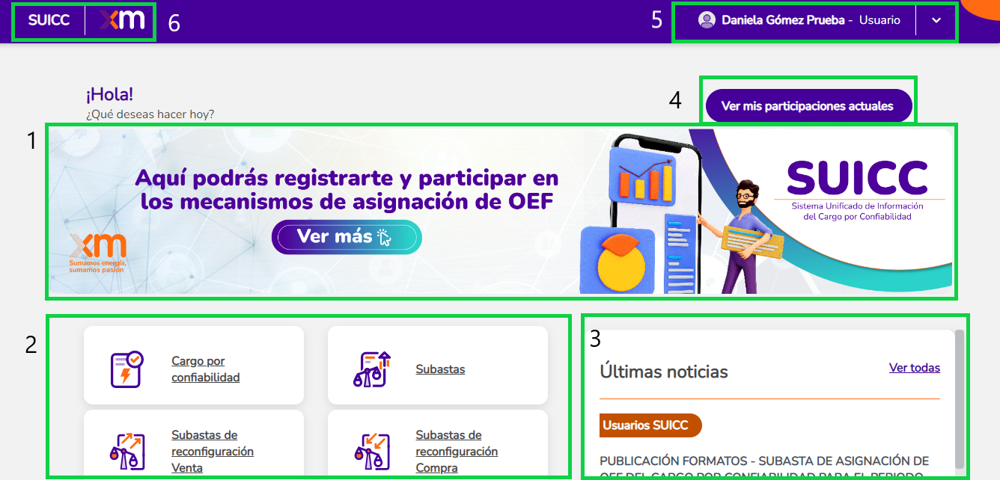 SUICC
xm
6
5
Daniela Gómez Prueba - Usuario
¡Hola!
¿Qué deseas hacer hoy?
4
Ver mis participaciones actuales
1
Aquí podrás registrarte y participar en
los mecanismos de asignación de OEF
Ver más
xm
Sumamos energía,
sumamos pasión
SUICC
Sistema Unificado de Información
del Cargo por Confiabilidad
2
Cargo por
confiabilidad
Subastas
Subastas de
reconfiguración
Venta
Subastas de
reconfiguración
Compra
3
Últimas noticias
Ver todas
Usuarios SUICC
PUBLICACIÓN FORMATOS - SUBASTA DE ASIGNACIÓN DE
OEF DEL CARGO POR CONFIABILIDAD PARA EL PERIODO